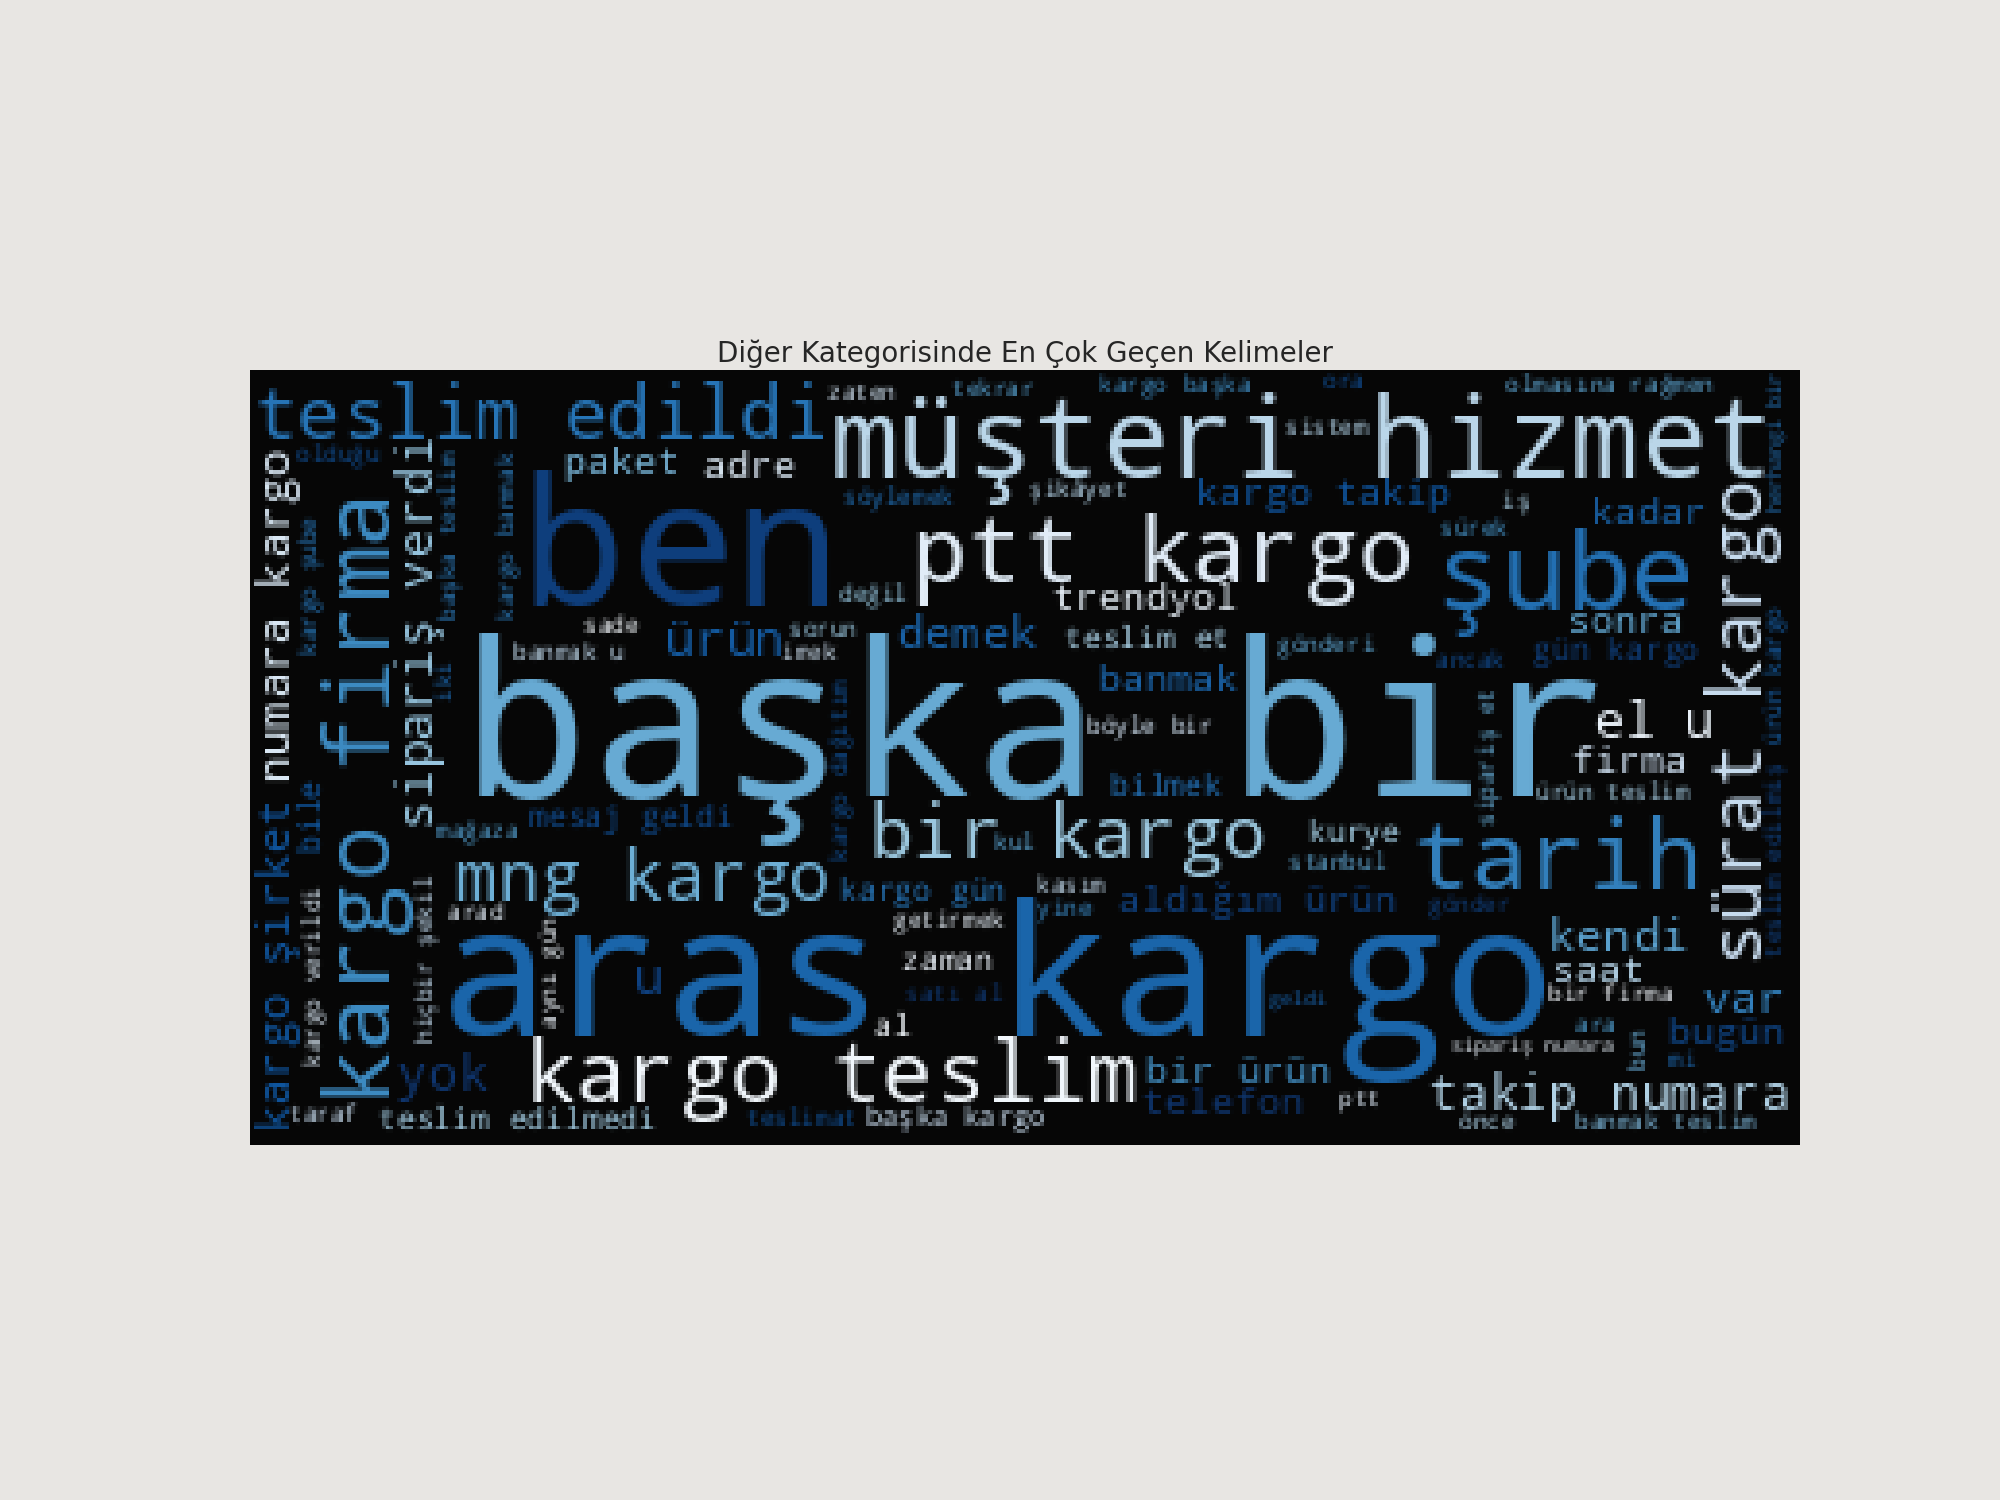 Diğer Kategorisinde En Çok Geçen Kelimeler
teslim edildi
zaten
tekrar
kargo başka
ora
olmasına rağmen
müşteri hizmet
sistem
herhangi bir
olduğu
paket
adre
söylemek
şikayet
kargo takip
iş
kadar
sürek
numara kargo
kargo şube
kargo firma
sipariş verdi
başka teslim
kargo banmak
ben
ptt kargo
şube
sürat kargo
değil
trendyol
sade
banmak u
ürün
sorun
imek
demek
teslim et
gönderi
sonra
ancak
gün kargo
ürün kargo
iki
başka bir
banmak
böyle bir
el u
firma
sipariş et
ürün teslim
kargo dağıtım
bilmek
mesaj geldi
mağaza
bile
kargo şirket
bir kargo
kul
kurye
stanbul
tarih
teslim edilmiş
mng kargo
kargo gün
kasım
yine
aldığım ürün
gönder
arad
getirmek
aras kargo
u
aynı gün
hiçbir şekil
kargo verildi
zaman
satı al
geldi
kendi
saat
bir firma
var
al
ara
sipariş numara
bun
bugün
mi
yok
kargo teslim
bir ürün
telefon
ptt
takip numara
taraf
teslim edilmedi
teslimat
başka kargo
önce
banmak teslim